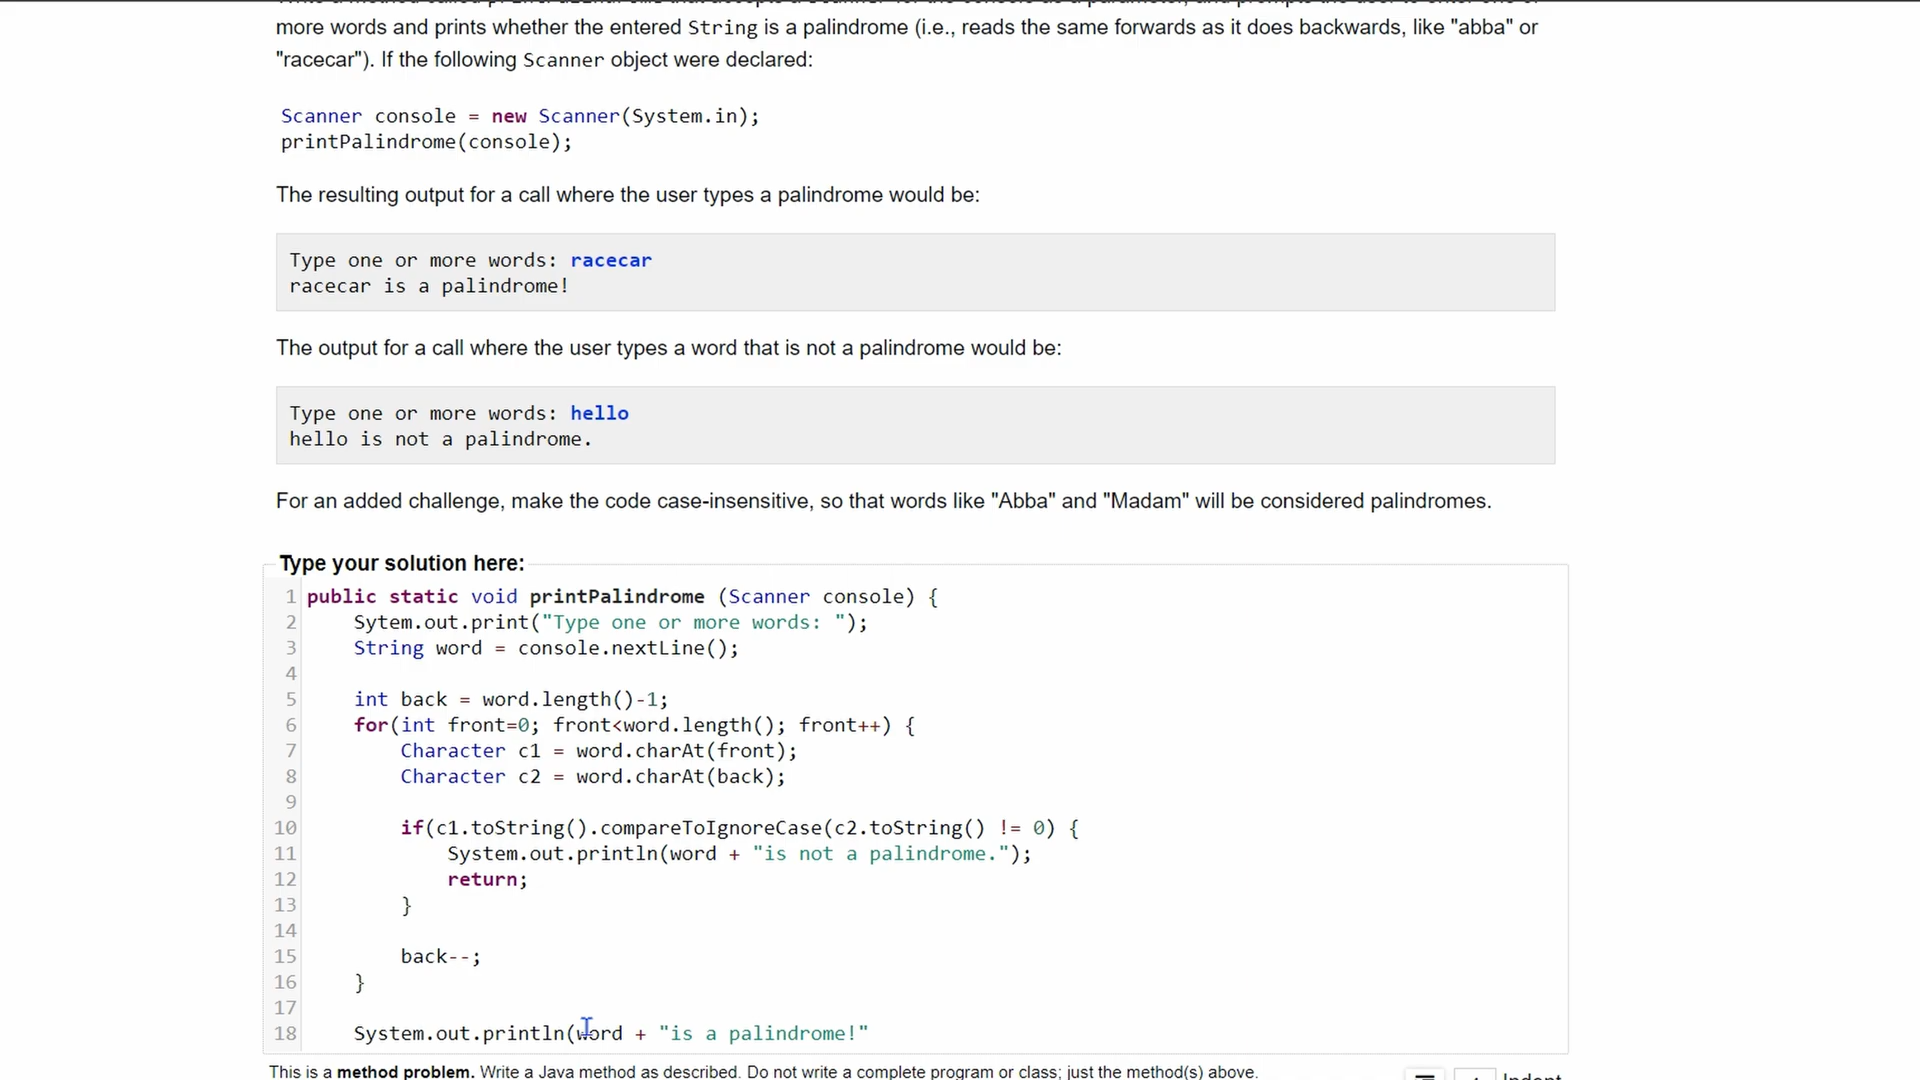 more words and prints whether the entered String is a palindrome (i.e., reads the same forwards as it does backwards, like "abba" or
"racecar"). If the following Scanner object were declared:
Scanner console = new Scanner(System.in);
printPalindrome(console);
The resulting output for a call where the user types a palindrome would be:
Type one or more words: racecar
racecar is a palindrome!
The output for a call where the user types a word that is not a palindrome would be:
Type one or more words: hello
hello is not a palindrome.
For an added challenge, make the code case-insensitive, so that words like "Abba" and "Madam" will be considered palindromes.
Type your solution here:
1 public static void printPalindrome (Scanner console) {
2 Sytem.out.print("Type one or more words: ");
3 String word = console.nextLine();
4
5 int back = word.length()-1;
6 for(int front=0; front<word.length(); front++) {
7 Character c1 = word.charAt(front);
8 Character c2 = word.charAt(back);
9
10 if(c1.toString().compareToIgnoreCase(c2.toString() != 0) {
11 System.out.println(word + "is not a palindrome.");
12 return;
13 }
14
15 back--;
16 }
17
18 System.out.println(word + "is a palindrome!"
This is a method problem. Write a Java method as described. Do not write a complete program or class; just the method(s) above.
Indent